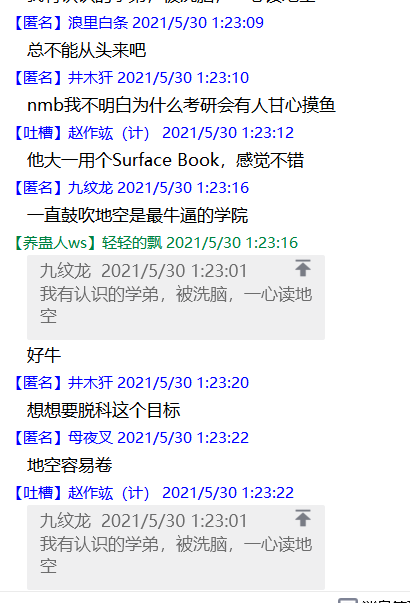 【匿名】浪里白条 2021/5/30 1:23:09
总不能从头来吧
【匿名】井木犴 2021/5/30 1:23:10
nmb我不明白为什么考研会有人甘心摸鱼
【吐槽】赵作竑（计） 2021/5/30 1:23:12
他大一用个Surface Book，感觉不错
【匿名】九纹龙 2021/5/30 1:23:16
一直鼓吹地空是最牛逼的学院
【养蛊人ws】轻轻的飘 2021/5/30 1:23:16
九纹龙 2021/5/30 1:23:01
我有认识的学弟，被洗脑，一心读地
空
好牛
【匿名】井木犴 2021/5/30 1:23:20
想想要脱科这个目标
【匿名】母夜叉 2021/5/30 1:23:22
地空容易卷
【吐槽】赵作竑（计） 2021/5/30 1:23:22
九纹龙 2021/5/30 1:23:01
我有认识的学弟，被洗脑，一心读地
空